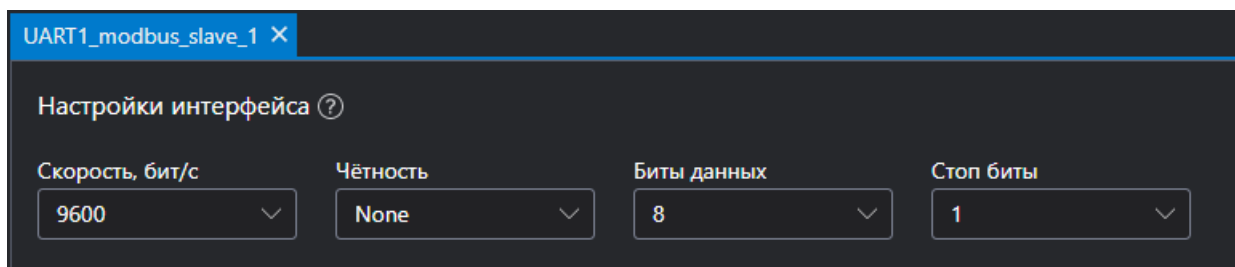 UART1_modbus_slave_1 ×
Настройки интерфейса ?
Скорость, бит/с Чётность Биты данных Стоп биты
9600 None 8 1